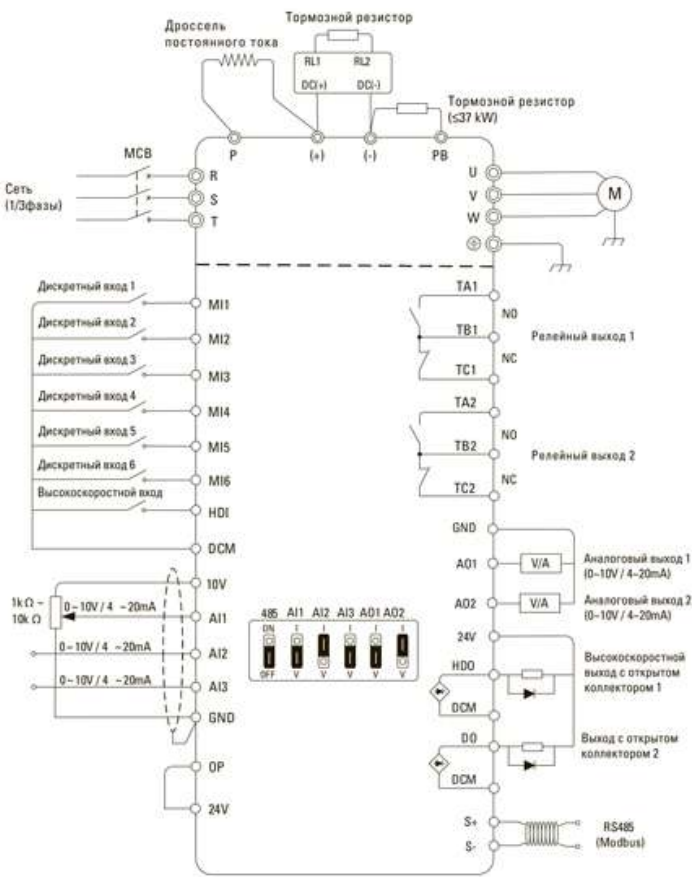 Дроссель
постоянного тока
Тормозной резистор
RL1 RL2
DC(+) DC(-)
Тормозной резистор
(≤37 kW)
P (+) (-) PB
MCB
Сеть
(1/3фазы)
R
S
T
U
V
W
M
Дискретный вход 1
MI1
Дискретный вход 2
MI2
Дискретный вход 3
MI3
Дискретный вход 4
MI4
Дискретный вход 5
MI5
Дискретный вход 6
MI6
Высокоскоростной вход
HDI
DCM
TA1
NO
TB1
Релейный выход 1
NC
TC1
TA2
NO
TB2
Релейный выход 2
NC
TC2
10V
1k Ω ~
10k Ω
0~10V / 4 ~20mA
AI1
0~10V / 4 ~20mA
AI2
0~10V / 4 ~20mA
AI3
GND
OP
24V
485 AI1 AI2 AI3 AO1 AO2
ON I I I I I
OFF V V V V V
GND
AO1
V/A
Аналоговый выход 1
(0~10V / 4~20mA)
AO2
V/A
Аналоговый выход 2
(0~10V / 4~20mA)
24V
HDO
DCM
Высокоскоростной
выход с открытом
коллектором 1
DO
DCM
Выход с открытом
коллектором 2
S+
S-
RS485
(Modbus)